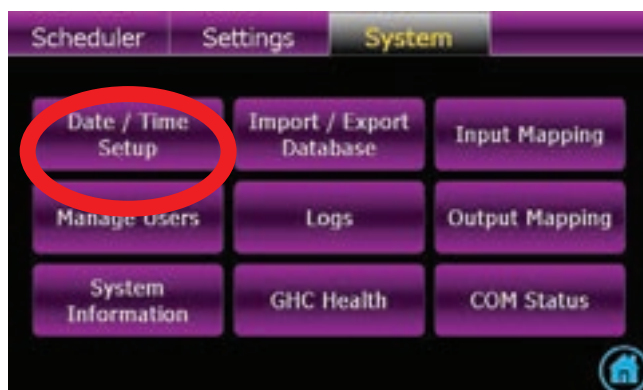 Scheduler Settings System
Date / Time
Setup
Import / Export
Database
Input Mapping
Manage Users
Logs
Output Mapping
System
Information
GHC Health
COM Status